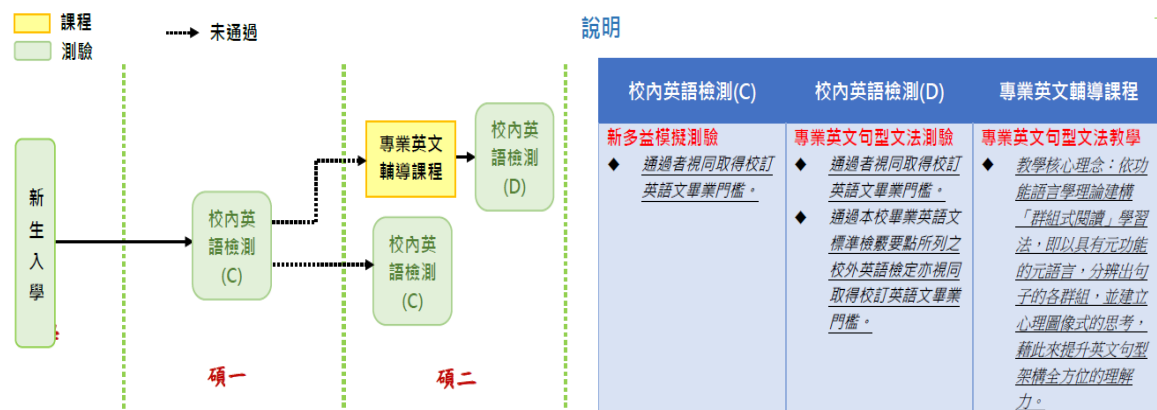 課程
測驗
未通過
新
生
入
學
校內英
語檢測
(C)
專業英文
輔導課程
校內英
語檢測
(D)
校內英
語檢測
(C)
碩一
碩二
說明
校內英語檢測(C)
校內英語檢測(D)
專業英文輔導課程
新多益模擬測驗
◆ 通過者視同取得校訂
英語文畢業門檻。
專業英文句型文法測驗
◆ 通過者視同取得校訂
英語文畢業門檻。
◆ 通過本校畢業英語文
標準檢覈要點所列之
校外英語檢定亦視同
取得校訂英語文畢業
門檻。
專業英文句型文法教學
◆ 教學核心理念：依功
能語言學理論建構
「群組式閱讀」學習
法，即以具有元功能
的元語言，分辨出句
子的各群組，並建立
心理圖像式的思考，
藉此來提升英文句型
架構全方位的理解
力。